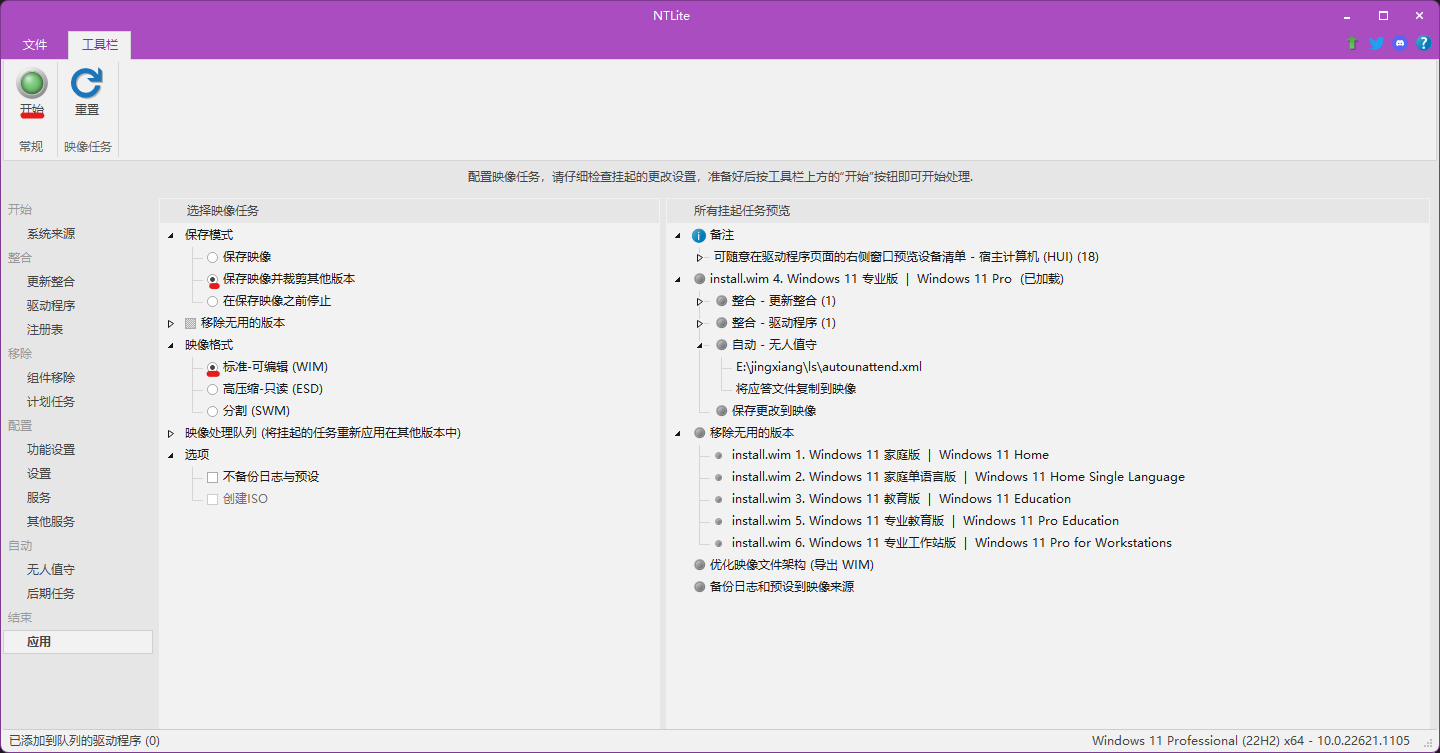 NTLite
文件
工具栏
开始
重置
常规
映像任务
配置映像任务，请仔细检查挂起的更改设置，准备好后按工具栏上方的“开始”按钮即可开始处理.
开始
系统来源
整合
更新整合
驱动程序
注册表
移除
组件移除
计划任务
配置
功能设置
设置
服务
其他服务
自动
无人值守
后期任务
结束
应用
选择映像任务
保存模式
保存映像
保存映像并裁剪其他版本
在保存映像之前停止
移除无用的版本
映像格式
标准-可编辑 (WIM)
高压缩-只读 (ESD)
分割 (SWM)
映像处理队列 (将挂起的任务重新应用在其他版本中)
选项
不备份日志与预设
创建ISO
所有挂起任务预览
备注
可随意在驱动程序页面的右侧窗口预览设备清单 - 宿主计算机 (HUI) (18)
install.wim 4. Windows 11 专业版 | Windows 11 Pro (已加载)
整合 - 更新整合 (1)
整合 - 驱动程序 (1)
自动 - 无人值守
E:\jingxiang\ls\autounattend.xml
将应答文件复制到映像
保存更改到映像
移除无用的版本
install.wim 1. Windows 11 家庭版 | Windows 11 Home
install.wim 2. Windows 11 家庭单语言版 | Windows 11 Home Single Language
install.wim 3. Windows 11 教育版 | Windows 11 Education
install.wim 5. Windows 11 专业教育版 | Windows 11 Pro Education
install.wim 6. Windows 11 专业工作站版 | Windows 11 Pro for Workstations
优化映像文件架构 (导出 WIM)
备份日志和预设到映像来源
已添加到队列的驱动程序 (0)
Windows 11 Professional (22H2) x64 - 10.0.22621.1105